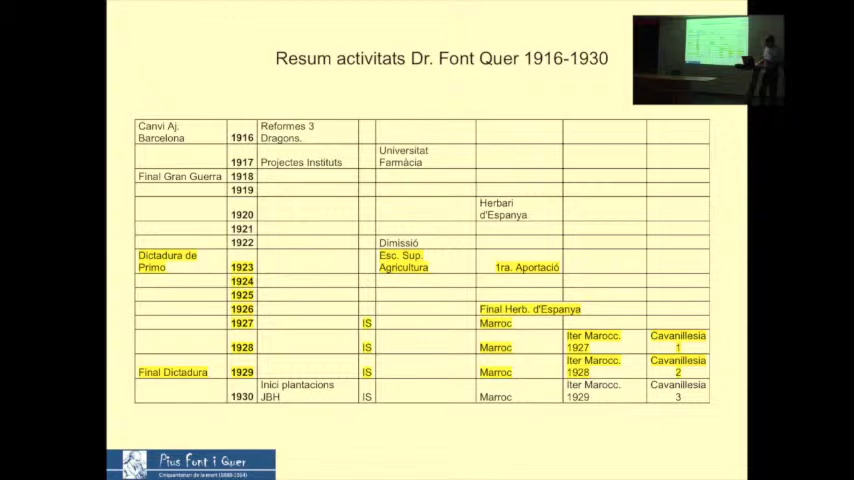 Resum activitats Dr. Font Quer 1916-1930
Canvi Aj.
Barcelona
1916
Reformes 3
Dragons.
1917
Projectes Instituts
Universitat
Farmàcia
Final Gran Guerra
1918
1919
1920
Herbari
d'Espanya
1921
1922
Dimissió
Dictadura de
Primo
1923
Esc. Sup.
Agricultura
1ra. Aportació
1924
1925
1926
Final Herb. d'Espanya
1927
IS
Marroc
1928
IS
Marroc
Iter Marocc.
1927
Cavanillesia
1
Final Dictadura
1929
IS
Marroc
Iter Marocc.
1928
Cavanillesia
2
1930
Inici plantacions
JBH
IS
Marroc
Iter Marocc.
1929
Cavanillesia
3
Pius Font i Quer